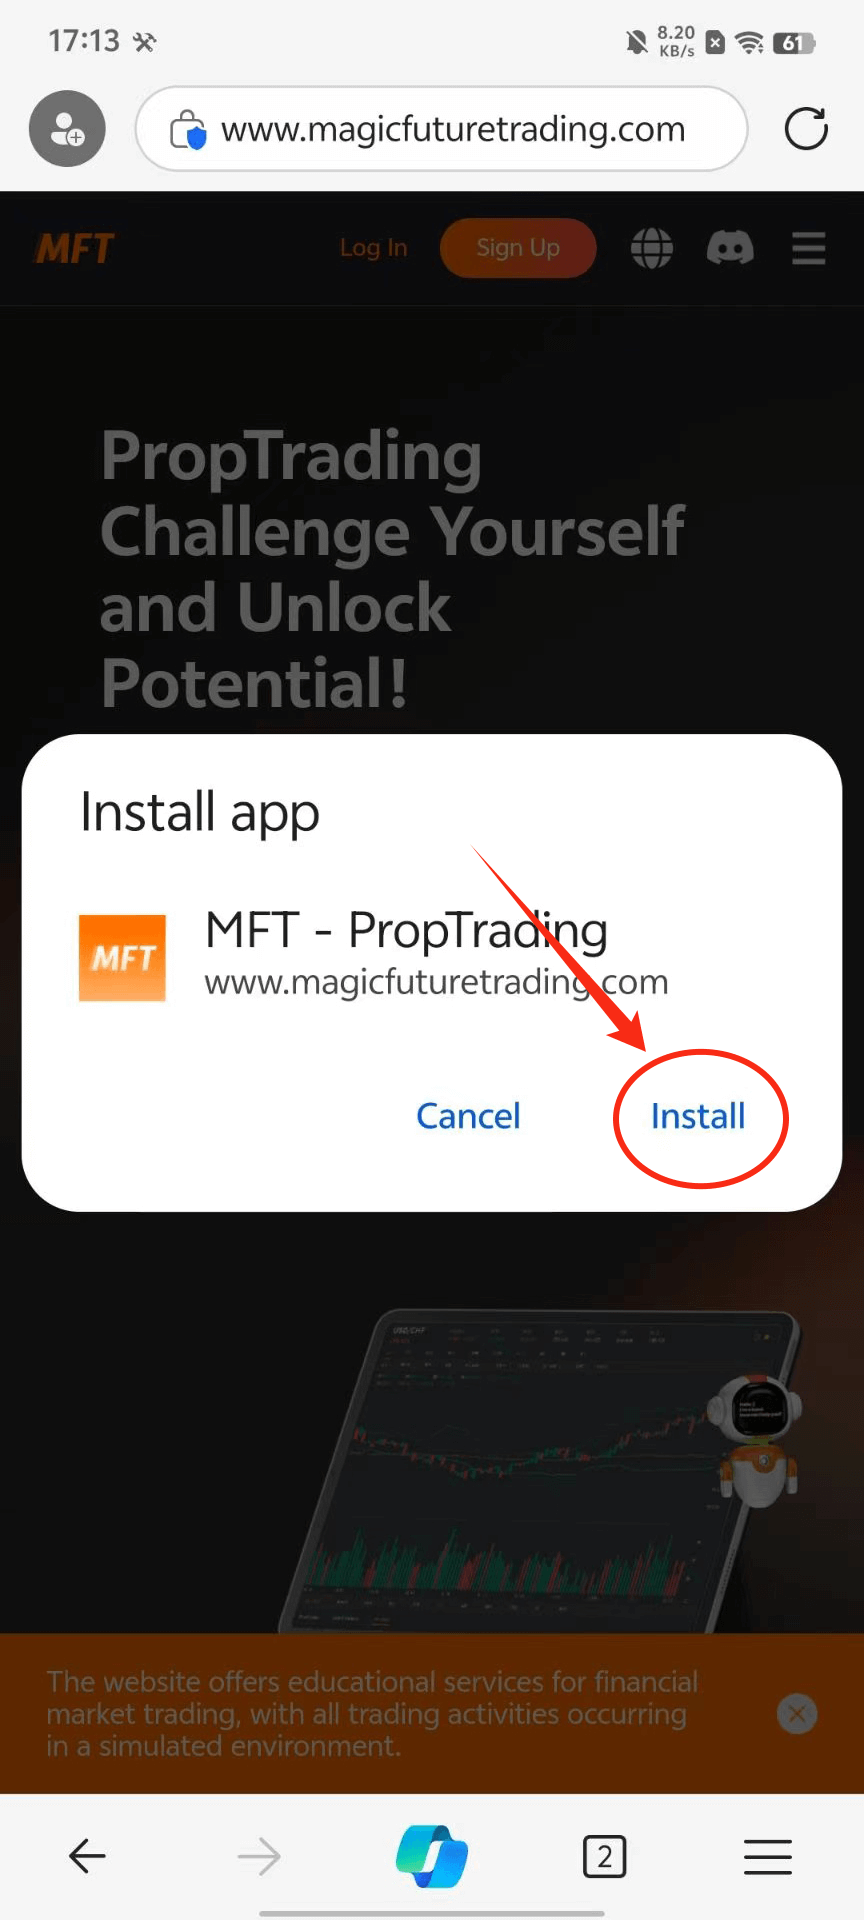 17:13
8.20
KB/s
61
www.magicfuturetrading.com
MFT
Log In
Sign Up
PropTrading
Challenge Yourself
and Unlock
Potential!
Install app
MFT
MFT - PropTrading
www.magicfuturetrading.com
Cancel
Install
USD/CHF
The website offers educational services for financial
market trading, with all trading activities occurring
in a simulated environment.
2